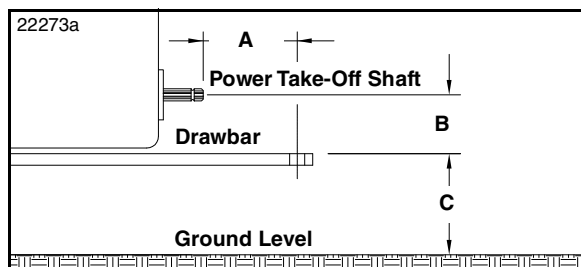 22273a
A
Power Take-Off Shaft
B
Drawbar
C
Ground Level